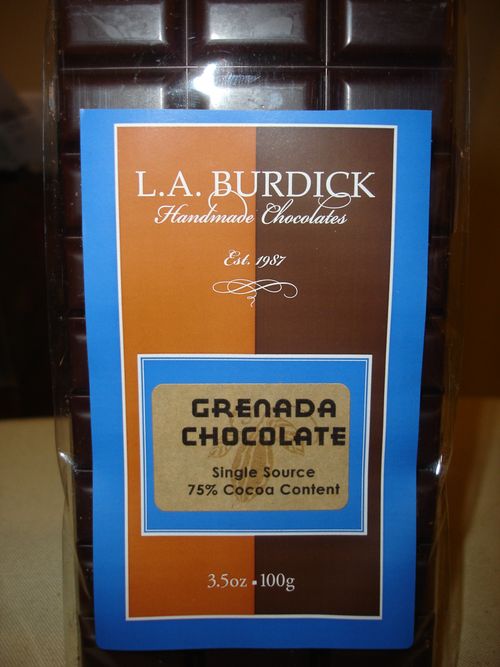 L.A. BURDICK
Handmade Chocolates
Est. 1987
GRENADA
CHOCOLATE
Single Source
75% Cocoa Content
3.5oz ▪ 100g